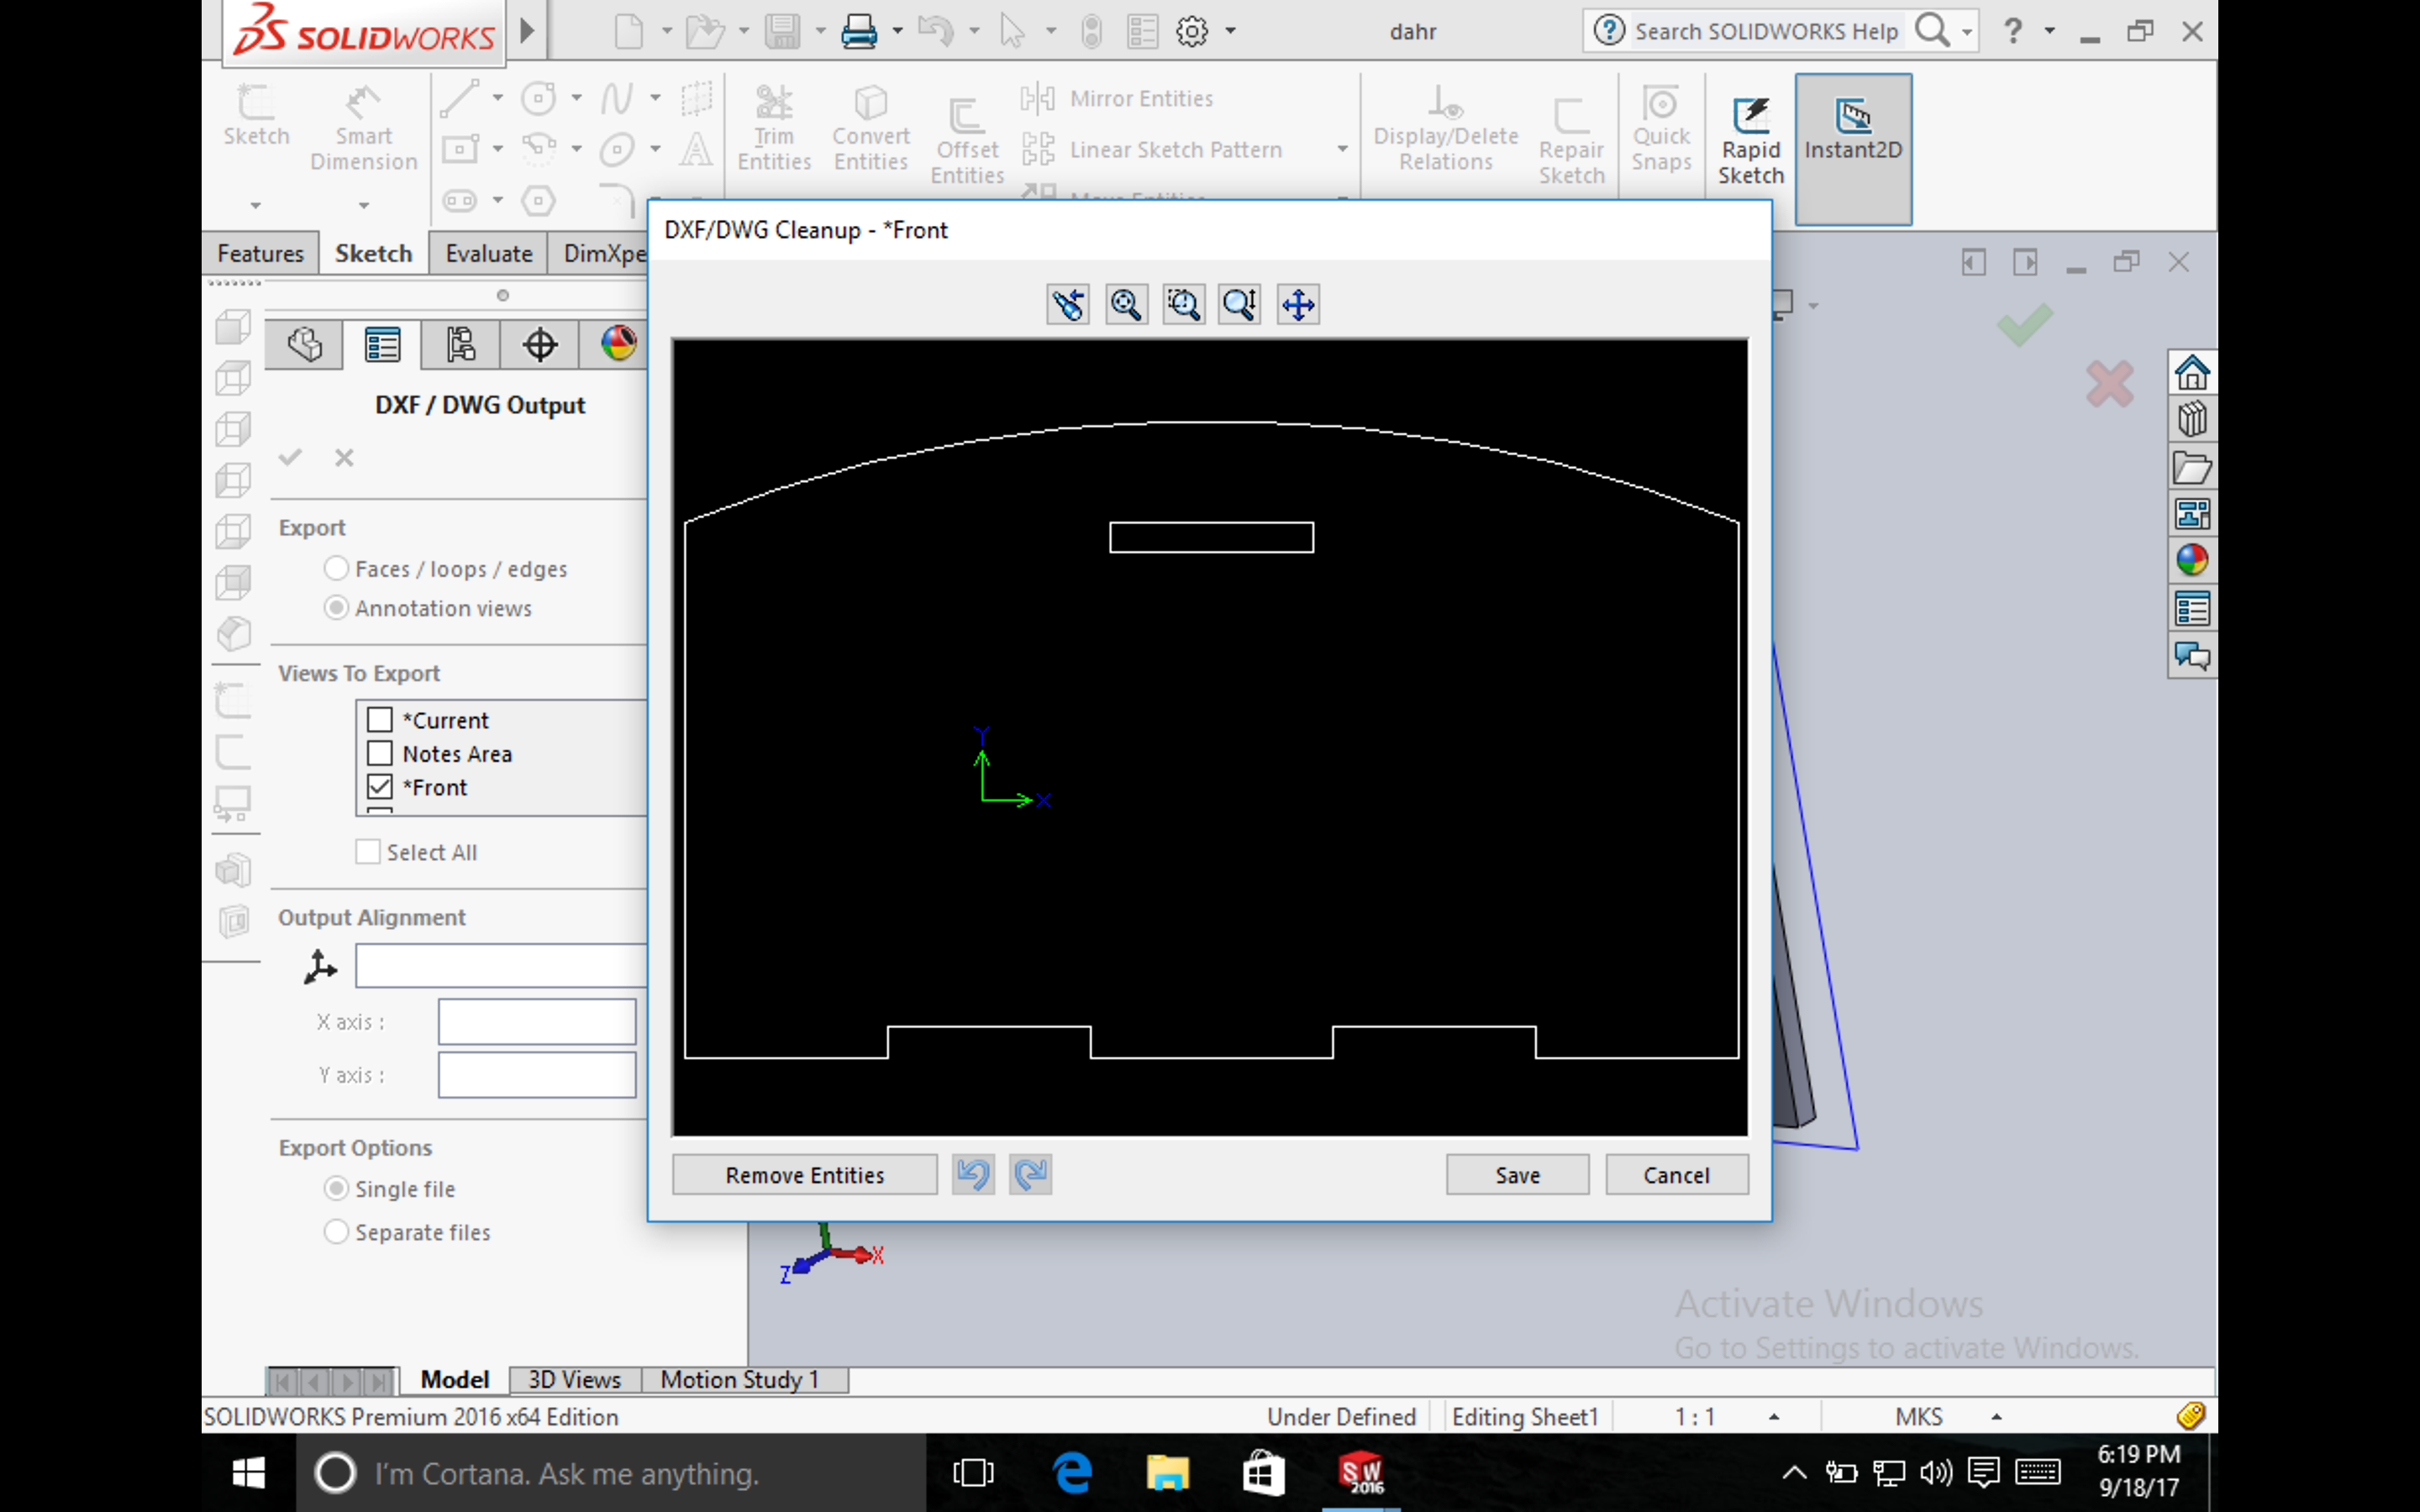 SOLIDWORKS
dahr
Search SOLIDWORKS Help
?
Sketch
Smart Dimension
Trim Entities
Convert Entities
Offset Entities
Mirror Entities
Linear Sketch Pattern
Move Entities
Display/Delete Relations
Repair Sketch
Quick Snaps
Rapid Sketch
Instant2D
Features
Sketch
Evaluate
DimXpe
DXF/DWG Cleanup - *Front
DXF / DWG Output
Export
Faces / loops / edges
Annotation views
Views To Export
*Current
Notes Area
*Front
Select All
Output Alignment
X axis :
Y axis :
Export Options
Single file
Separate files
Y
X
Remove Entities
Save
Cancel
Z
X
Activate Windows
Go to Settings to activate Windows.
Model
3D Views
Motion Study 1
SOLIDWORKS Premium 2016 x64 Edition
Under Defined
Editing Sheet1
1 : 1
MKS
I'm Cortana. Ask me anything.
SW
2016
6:19 PM
9/18/17